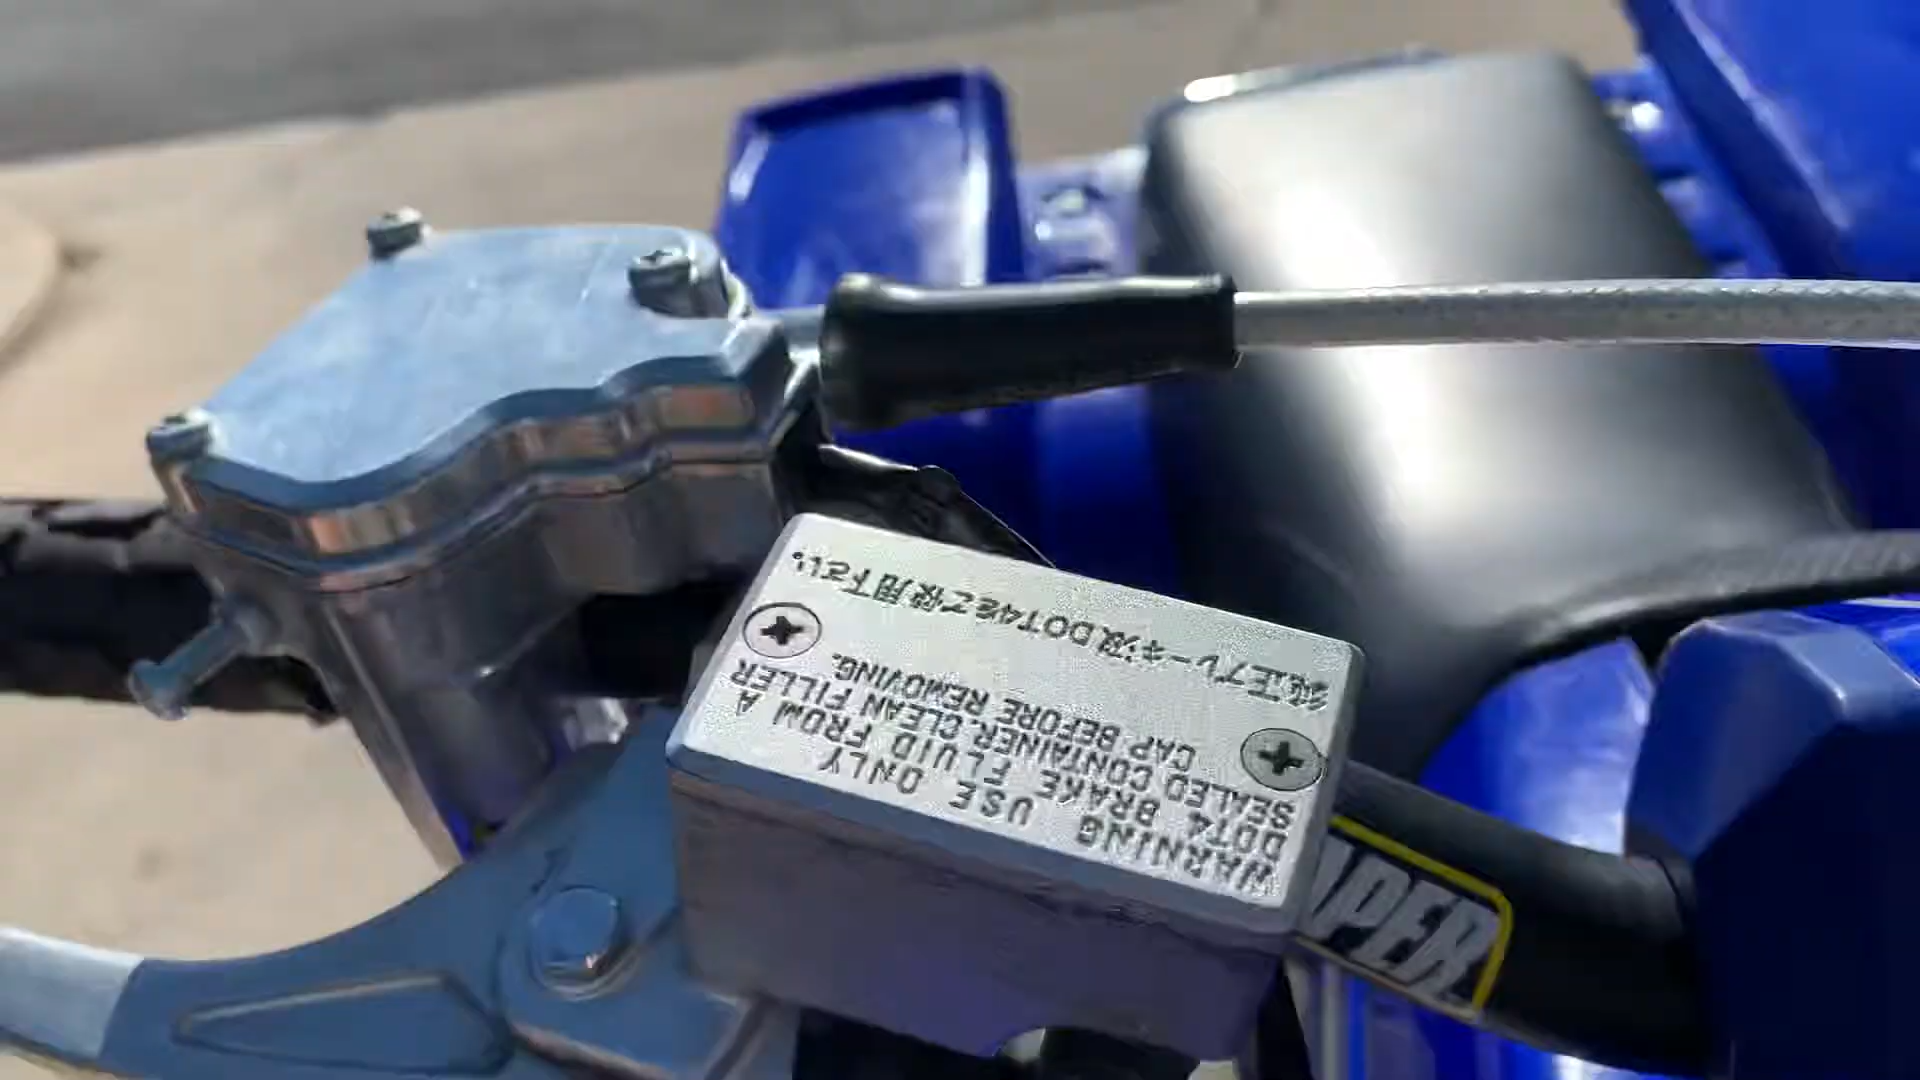 WARNING USE ONLY
DOT4 BRAKE FLUID FROM A
SEALED CONTAINER.CLEAN FILLER
CAP BEFORE REMOVING.
純正ブレーキ液DOT4をご使用下さい。
APER